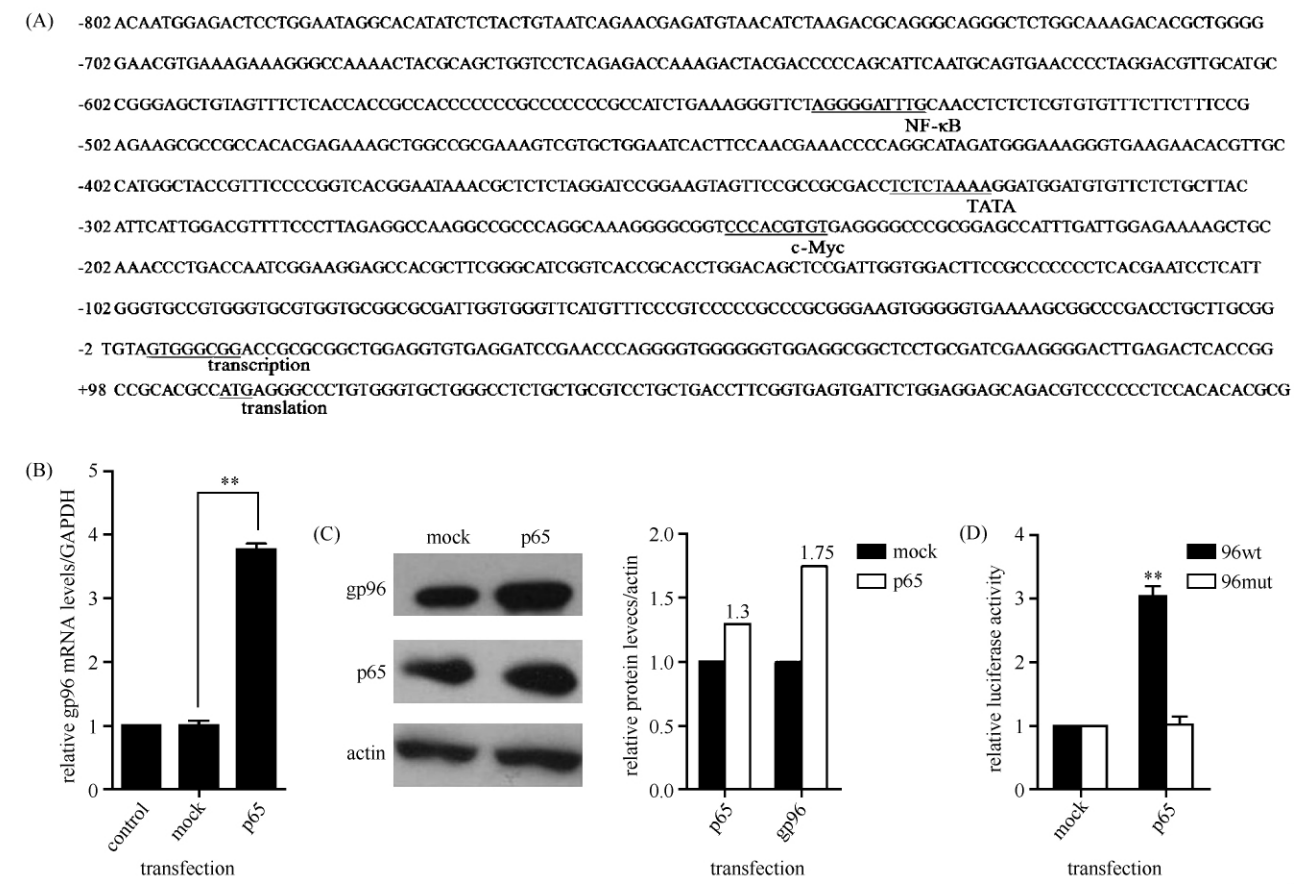 (A)
-802 ACAATGGAGACTCCTGGAATAGGCACATATCTCTACTGTAATCAGAACGAGATGTAACATCTAAGACGCAGGGCAGGGCTCTGGCAAAGACACGCTGGGG
-702 GAACGTGAAAGAAAGGGCCAAAACTACGCAGCTGGTCCTCAGAGACCAAAGACTACGACCCCCAGCATTCAATGCAGTGAACCCCTAGGACGTTGCATGC
-602 CGGGAGCTGTAGTTTCTCACCACCGCCACCCCCCCGCCCCCCCGCCATCTGAAAGGGTTCTAGGGGATTTGCAACCTCTCTCGTGTGTTTCTTCTTTCCG
NF-κB
-502 AGAAGCGCCGCCACACGAGAAAGCTGGCCGCGAAAGTCGTGCTGGAATCACTTCCAACGAAACCCCAGGCATAGATGGGAAAGGGTGAAGAACACGTTGC
-402 CATGGCTACCGTTTCCCCGGTCACGGAATAAACGCTCTCTAGGATCCGGAAGTAGTTCCGCCGCGACCTCTCTAAAAGGATGGATGTGTTCTCTGCTTAC
TATA
-302 ATTCATTGGACGTTTTCCCTTAGAGGCCAAGGCCGCCCAGGCAAAGGGGCGGTCCCACGTGTGAGGGGCCCGCGGAGCCATTTGATTGGAGAAAAGCTGC
c-Myc
-202 AAACCCTGACCAATCGGAAGGAGCCACGCTTCGGGCATCGGTCACCGCACCTGGACAGCTCCGATTGGTGGACTTCCGCCCCCCCTCACGAATCCTCATT
-102 GGGTGCCGTGGGTGCGTGGTGCGGCGCGATTGGTGGGTTCATGTTTCCCGTCCCCCGCCCGCGGGAAGTGGGGGTGAAAAGCGGCCCGACCTGCTTGCGG
-2 TGTAGTGGGCGGACCGCGCGGCTGGAGGTGTGAGGATCCGAACCCAGGGGTGGGGGGTGGAGGCGGCTCCTGCGATCGAAGGGGACTTGAGACTCACCGG
transcription
+98 CCGCACGCCATGAGGGCCCTGTGGGTGCTGGGCCTCTGCTGCGTCCTGCTGACCTTCGGTGAGTGATTCTGGAGGAGCAGACGTCCCCCCTCCACACACGCG
translation
(B)
relative gp96 mRNA levels/GAPDH
5
4
3
2
1
0
**
control
mock
p65
transfection
(C)
mock
p65
gp96
p65
actin
relative protein levecs/actin
2.0
1.5
1.0
0.5
0.0
1.3
1.75
mock
p65
p65
gp96
transfection
(D)
relative luciferase activity
4
3
2
1
0
**
96wt
96mut
mock
p65
transfection